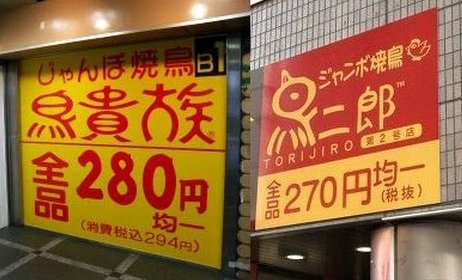 じゃんぼ焼鳥
B1
鳥貴族®
全品280円均一
(消費税込294円)
ジャンボ焼鳥
鳥二郎™
TORIJIRO 第2号店
全品270円均一
(税抜)